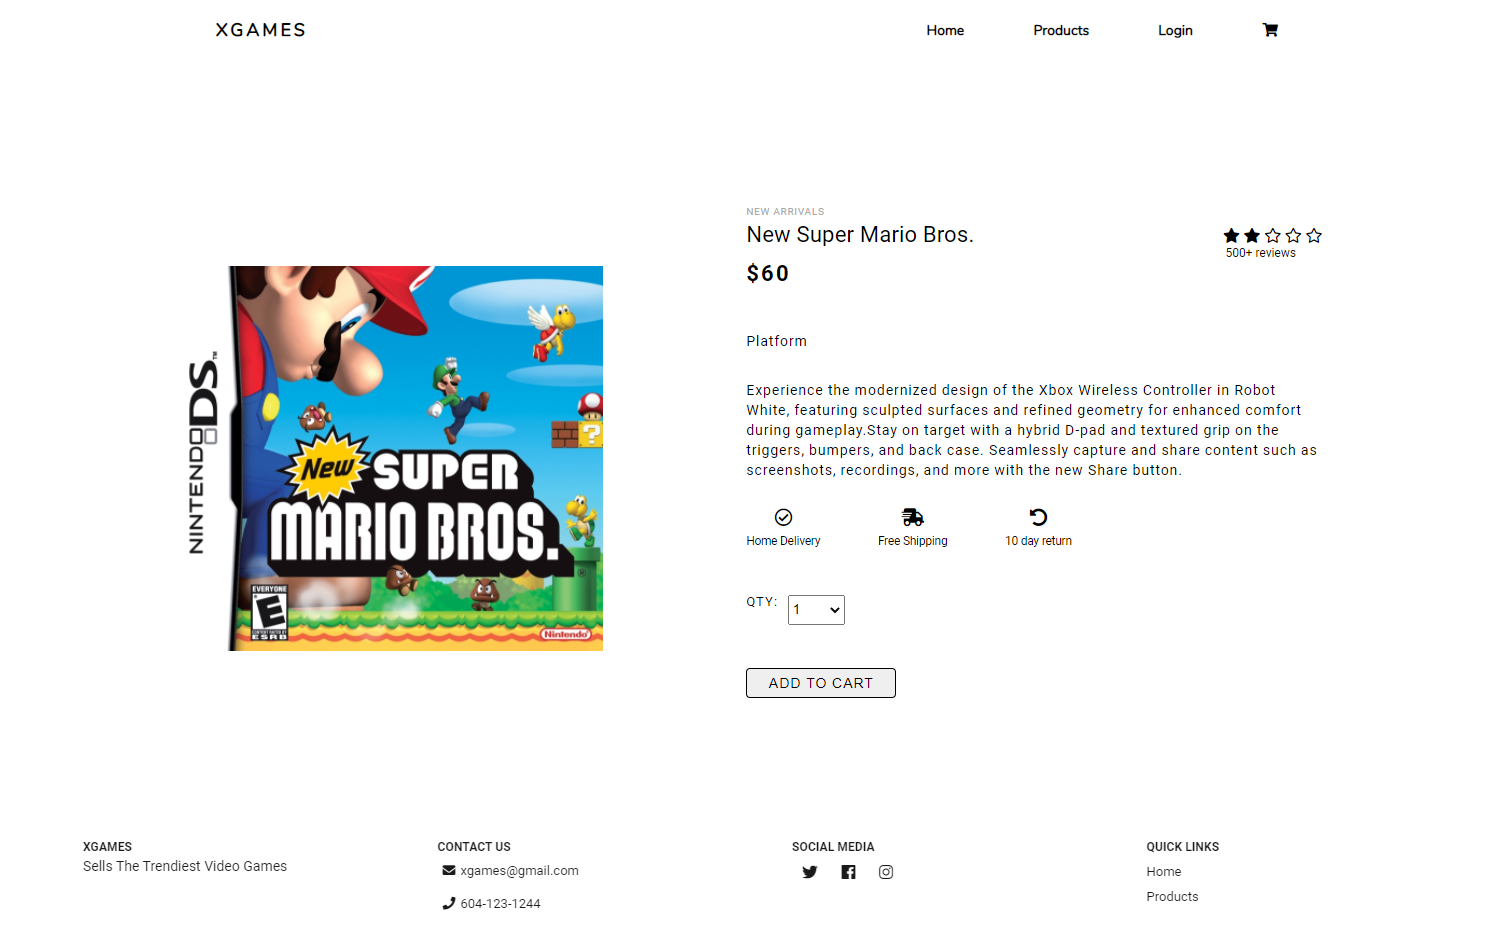 XGAMES
Home
Products
Login
NEW ARRIVALS
New Super Mario Bros.
500+ reviews
$60
Platform
Experience the modernized design of the Xbox Wireless Controller in Robot
White, featuring sculpted surfaces and refined geometry for enhanced comfort
during gameplay.Stay on target with a hybrid D-pad and textured grip on the
triggers, bumpers, and back case. Seamlessly capture and share content such as
screenshots, recordings, and more with the new Share button.
Home Delivery
Free Shipping
10 day return
QTY:
1
ADD TO CART
NINTENDO DS™
New SUPER
MARIO BROS.
®
EVERYONE
E
CONTENT RATED BY
ESRB
Nintendo®
XGAMES
Sells The Trendiest Video Games
CONTACT US
xgames@gmail.com
604-123-1244
SOCIAL MEDIA
QUICK LINKS
Home
Products